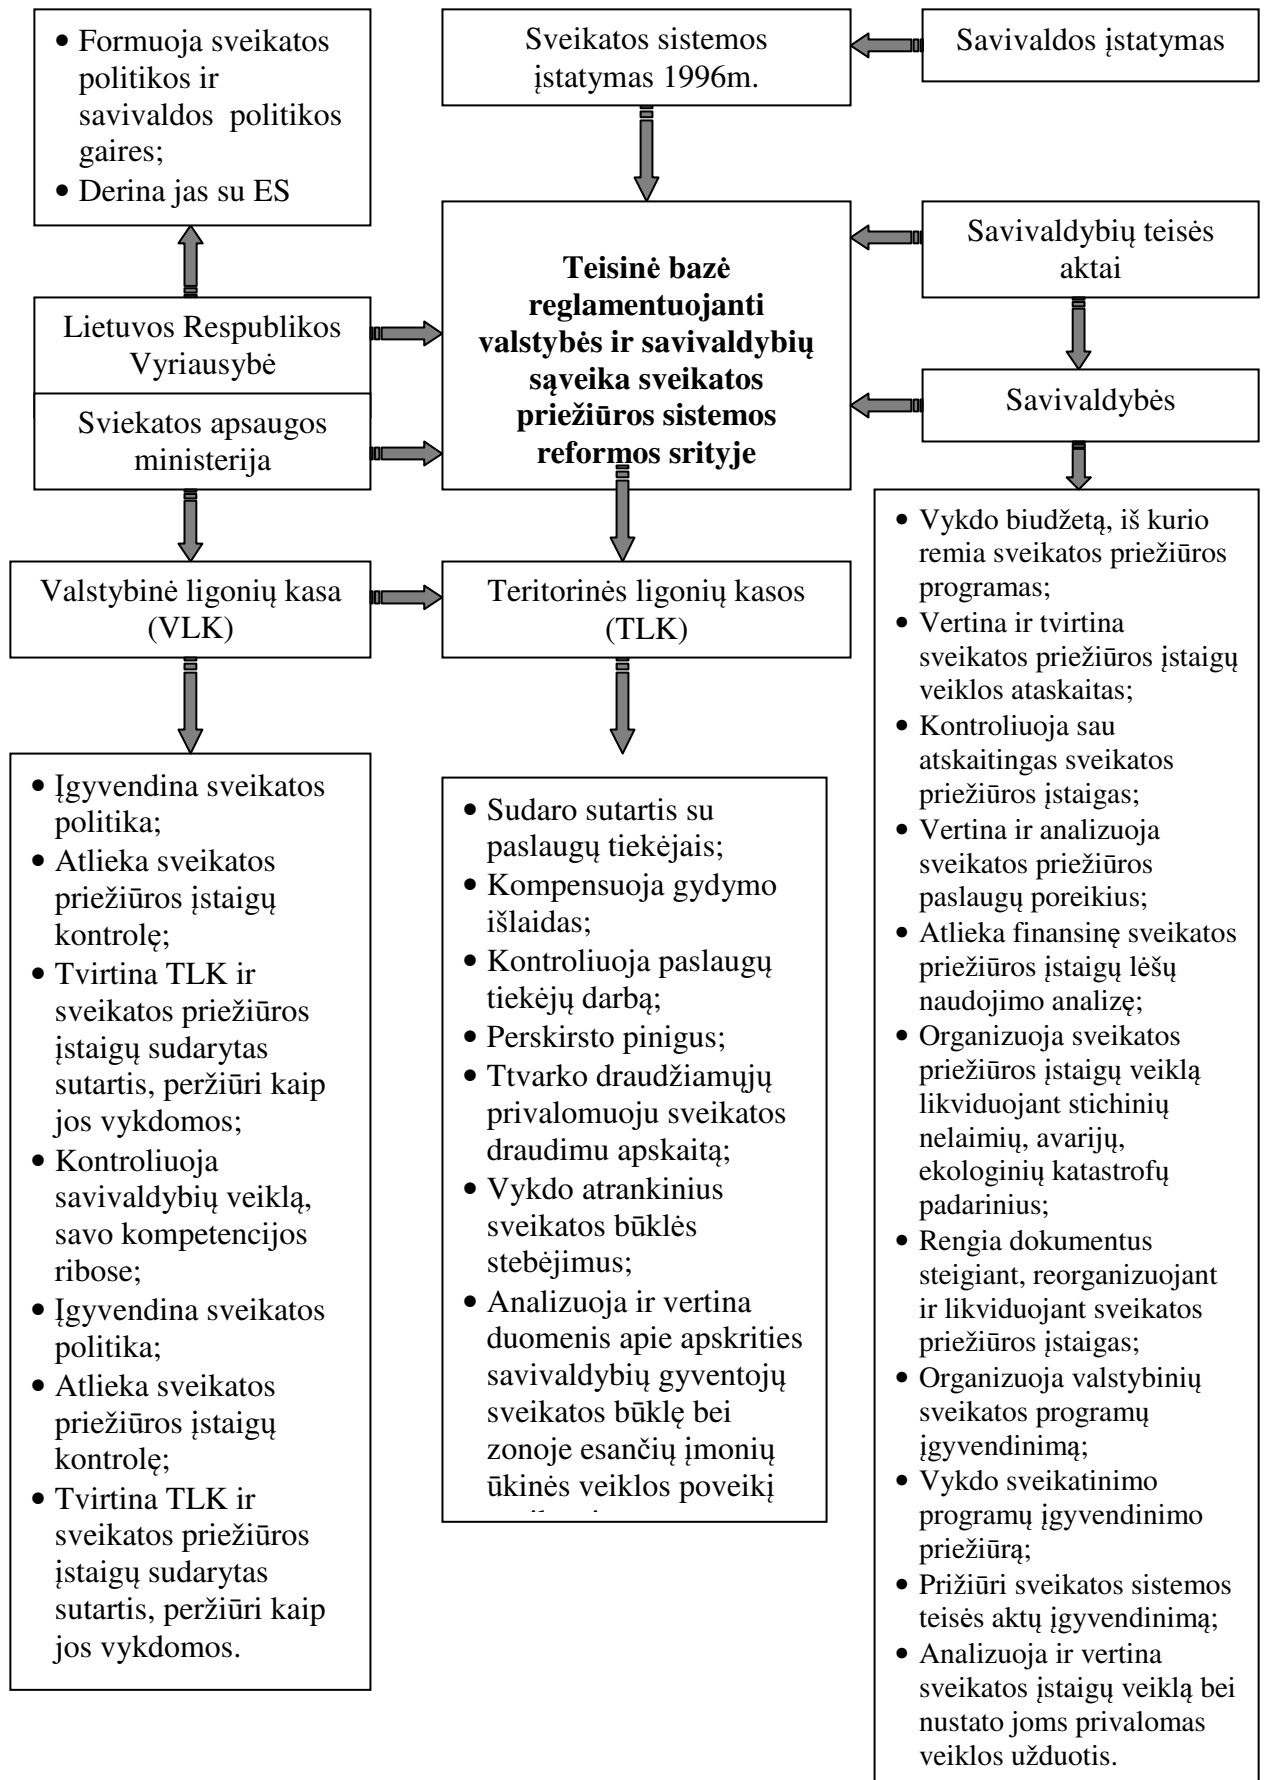 • Formuoja sveikatos
politikos ir
savivaldos politikos
gaires;
• Derina jas su ES
Sveikatos sistemos
įstatymas 1996m.
Savivaldos įstatymas
Teisinė bazė
reglamentuojanti
valstybės ir savivaldybių
sąveika sveikatos
priežiūros sistemos
reformos srityje
Savivaldybių teisės
aktai
Lietuvos Respublikos
Vyriausybė
Sviekatos apsaugos
ministerija
Savivaldybės
Valstybinė ligonių kasa
(VLK)
Teritorinės ligonių kasos
(TLK)
• Įgyvendina sveikatos
politika;
• Atlieka sveikatos
priežiūros įstaigų
kontrolę;
• Tvirtina TLK ir
sveikatos priežiūros
įstaigų sudarytas
sutartis, peržiūri kaip
jos vykdomos;
• Kontroliuoja
savivaldybių veiklą,
savo kompetencijos
ribose;
• Įgyvendina sveikatos
politika;
• Atlieka sveikatos
priežiūros įstaigų
kontrolę;
• Tvirtina TLK ir
sveikatos priežiūros
įstaigų sudarytas
sutartis, peržiūri kaip
jos vykdomos.
• Sudaro sutartis su
paslaugų tiekėjais;
• Kompensuoja gydymo
išlaidas;
• Kontroliuoja paslaugų
tiekėjų darbą;
• Perskirsto pinigus;
• Ttvarko draudžiamųjų
privalomuoju sveikatos
draudimu apskaitą;
• Vykdo atrankinius
sveikatos būklės
stebėjimus;
• Analizuoja ir vertina
duomenis apie apskrities
savivaldybių gyventojų
sveikatos būklę bei
zonoje esančių įmonių
ūkinės veiklos poveikį
• Vykdo biudžetą, iš kurio
remia sveikatos priežiūros
programas;
• Vertina ir tvirtina
sveikatos priežiūros įstaigų
veiklos ataskaitas;
• Kontroliuoja sau
atskaitingas sveikatos
priežiūros įstaigas;
• Vertina ir analizuoja
sveikatos priežiūros
paslaugų poreikius;
• Atlieka finansinę sveikatos
priežiūros įstaigų lėšų
naudojimo analizę;
• Organizuoja sveikatos
priežiūros įstaigų veiklą
likviduojant stichinių
nelaimių, avarijų,
ekologinių katastrofų
padarinius;
• Rengia dokumentus
steigiant, reorganizuojant
ir likviduojant sveikatos
priežiūros įstaigas;
• Organizuoja valstybinių
sveikatos programų
įgyvendinimą;
• Vykdo sveikatinimo
programų įgyvendinimo
priežiūrą;
• Prižiūri sveikatos sistemos
teisės aktų įgyvendinimą;
• Analizuoja ir vertina
sveikatos įstaigų veiklą bei
nustato joms privalomas
veiklos užduotis.